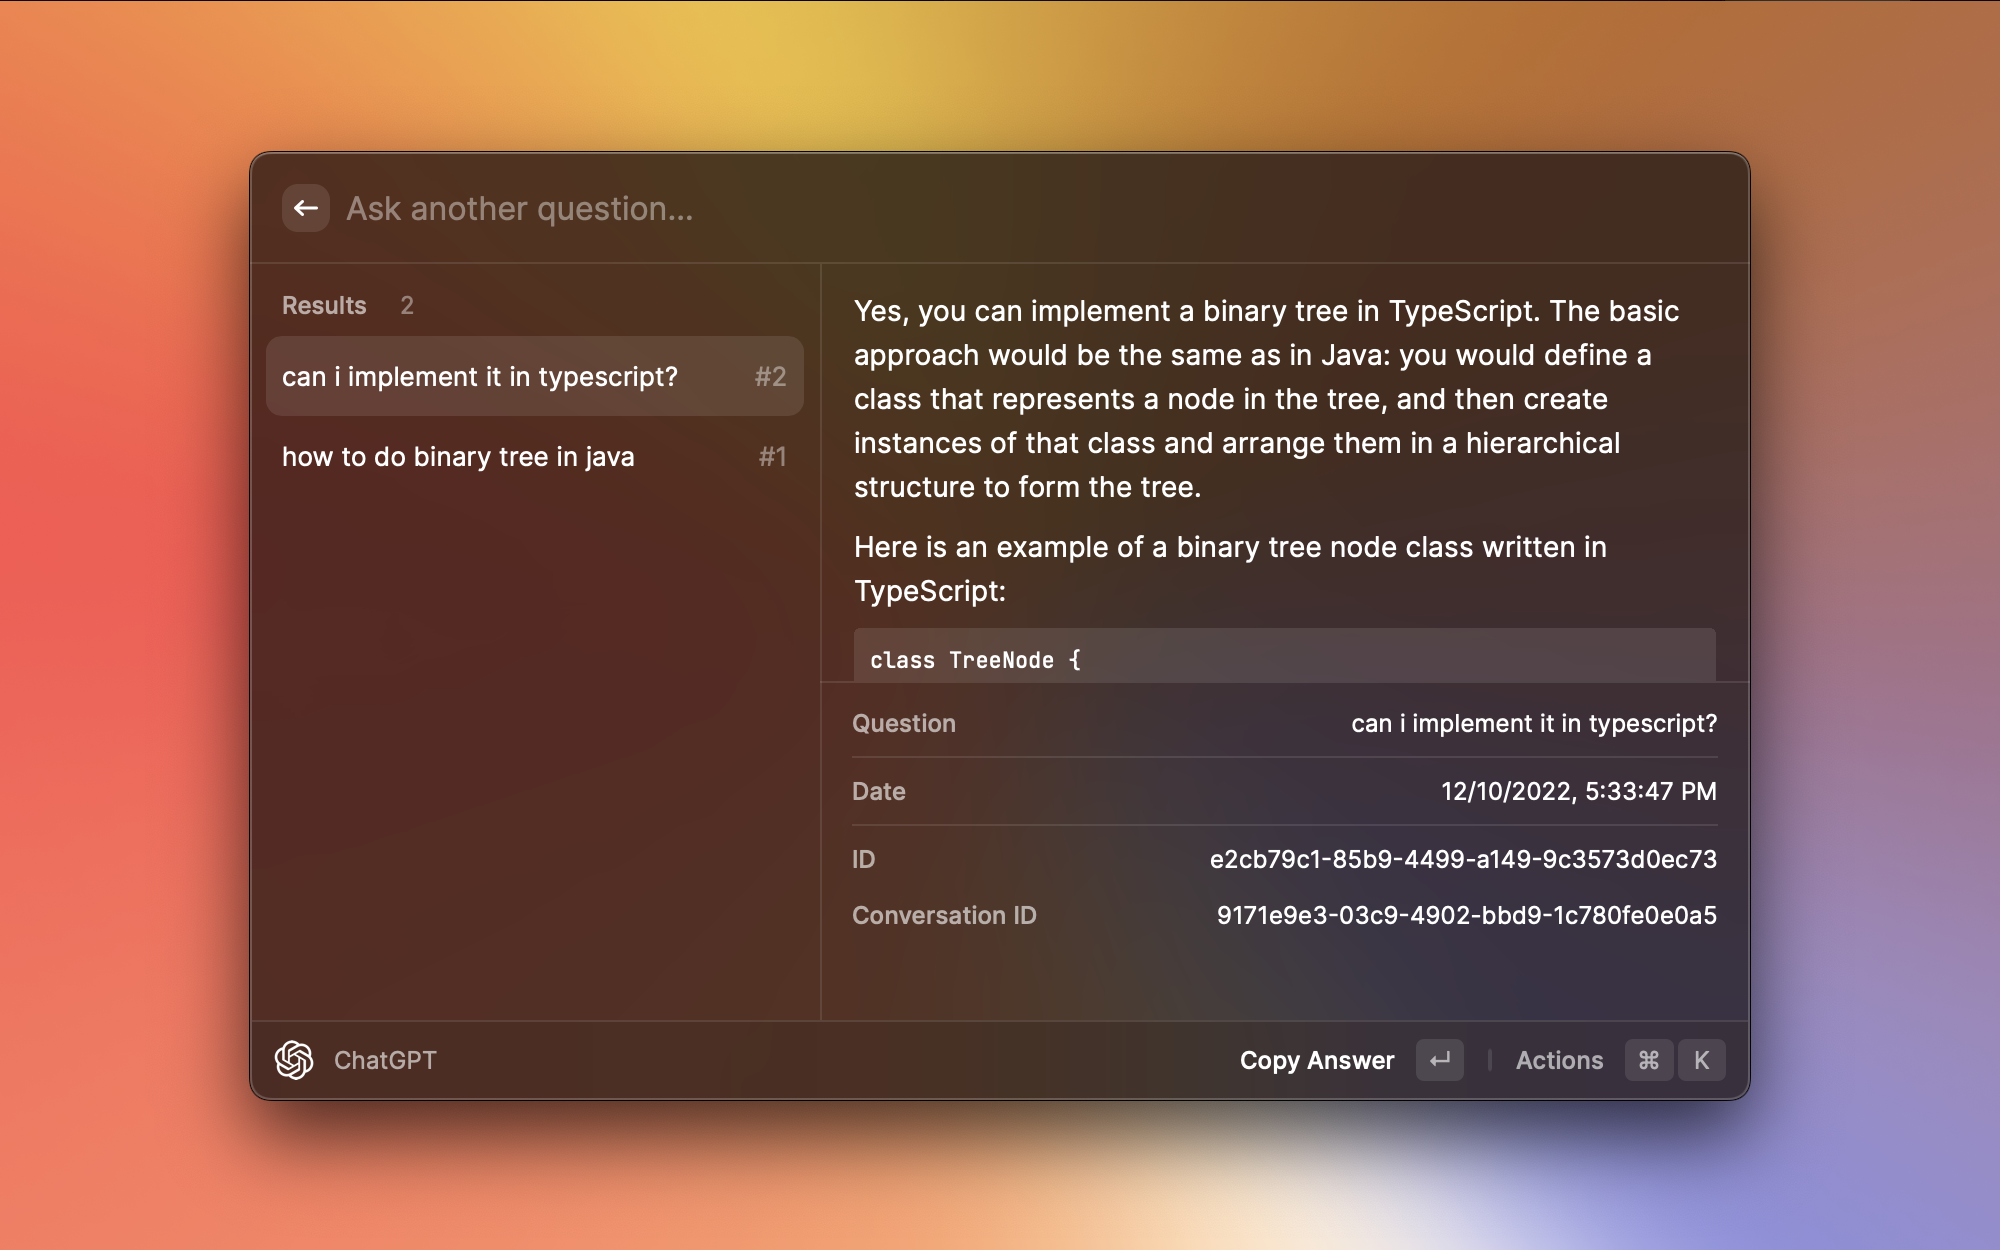 Ask another question...
Results 2
can i implement it in typescript? #2
how to do binary tree in java #1
Yes, you can implement a binary tree in TypeScript. The basic
approach would be the same as in Java: you would define a
class that represents a node in the tree, and then create
instances of that class and arrange them in a hierarchical
structure to form the tree.
Here is an example of a binary tree node class written in
TypeScript:
class TreeNode {
Question can i implement it in typescript?
Date 12/10/2022, 5:33:47 PM
ID e2cb79c1-85b9-4499-a149-9c3573d0ec73
Conversation ID 9171e9e3-03c9-4902-bbd9-1c780fe0e0a5
ChatGPT Copy Answer ↵ Actions ⌘ K